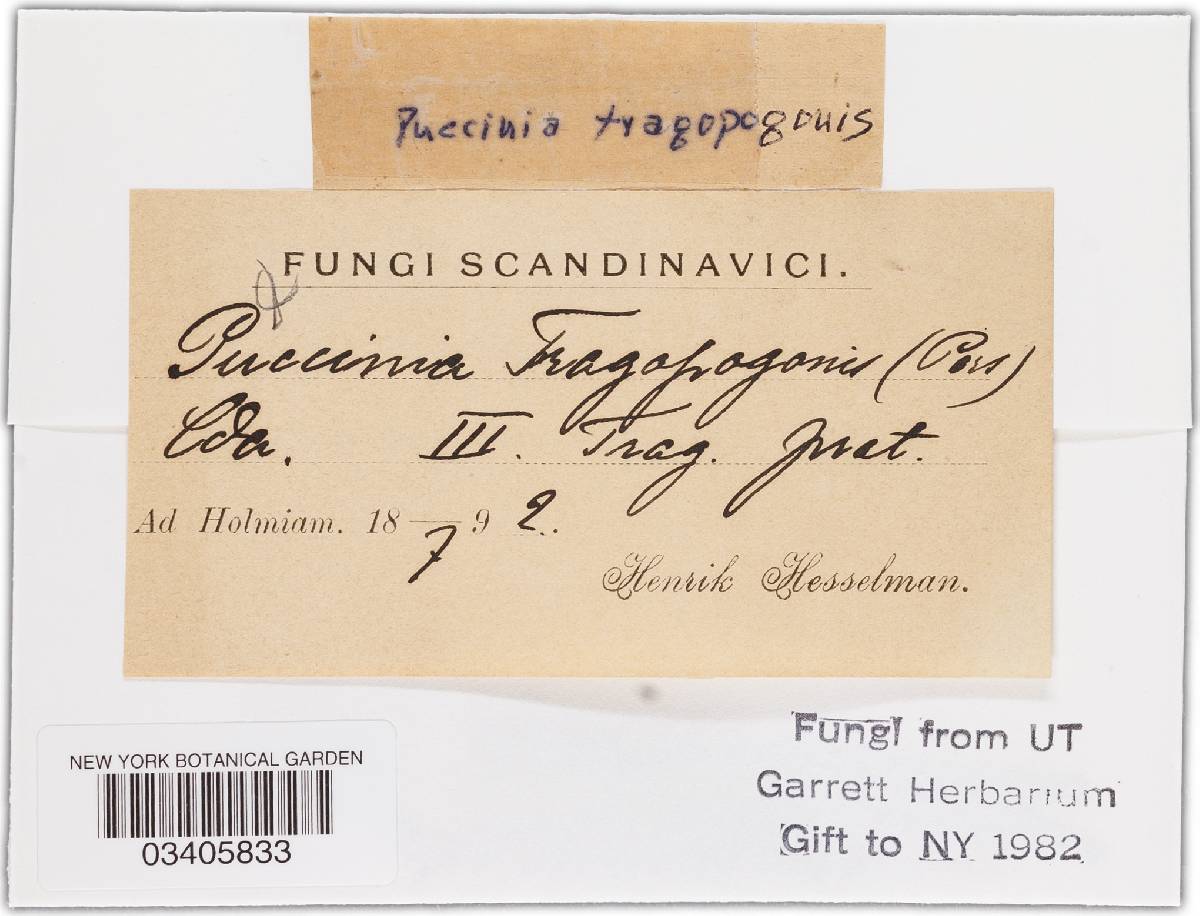 Puccinia tragopogonis
FUNGI SCANDINAVICI.
Puccinia Tragopogonis (Pers)
Cda. III. Trag. prat.
Ad Holmiam. 18 — 9 2.
7
Henrik Hesselman.
NEW YORK BOTANICAL GARDEN
03405833
Fungi from UT
Garrett Herbarium
Gift to NY 1982